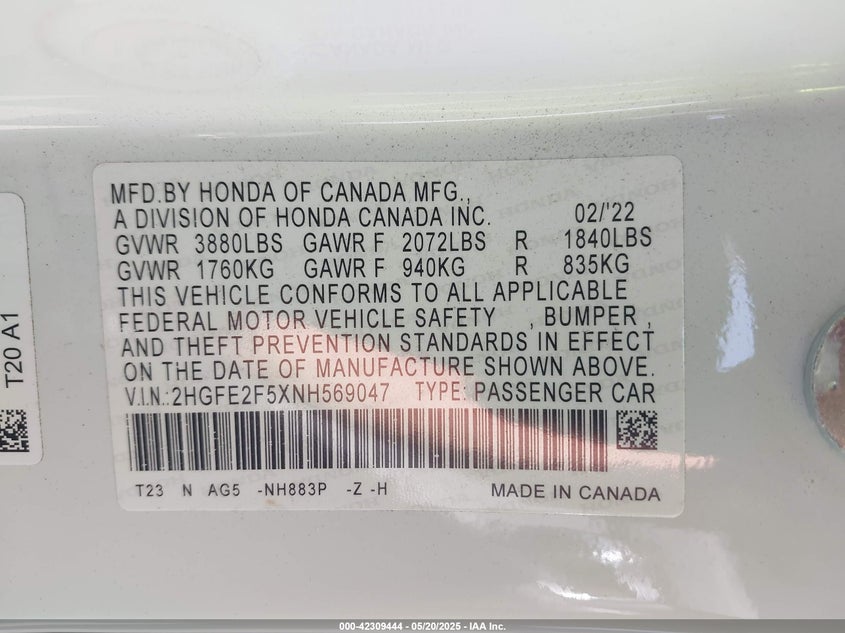 MFD.BY HONDA OF CANADA MFG.,
A DIVISION OF HONDA CANADA INC. 02/'22
GVWR 3880LBS GAWR F 2072LBS R 1840LBS
GVWR 1760KG GAWR F 940KG R 835KG
THIS VEHICLE CONFORMS TO ALL APPLICABLE
FEDERAL MOTOR VEHICLE SAFETY , BUMPER ,
AND THEFT PREVENTION STANDARDS IN EFFECT
ON THE DATE OF MANUFACTURE SHOWN ABOVE.
V.I.N.:2HGFE2F5XNH569047 TYPE: PASSENGER CAR
T23 N AG5 -NH883P -Z -H MADE IN CANADA
T20 A1
000-42309444 — 05/20/2025 — IAA Inc.